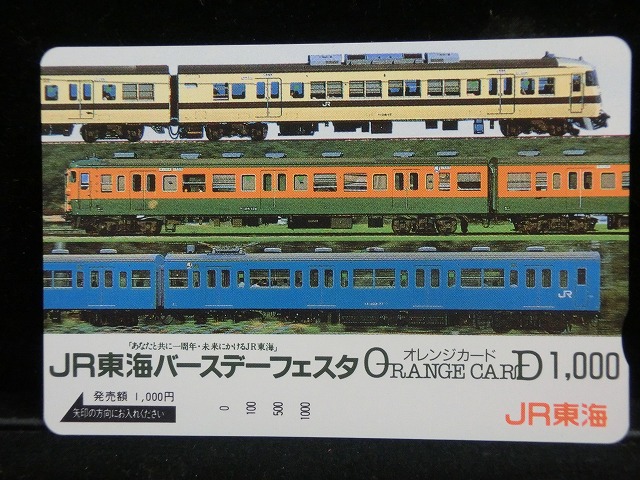 JR
JR
「あなたと共に一周年・未来にかけるJR東海」
JR東海バースデーフェスタ
オレンジカード
ORANGE CARD 1,000
発売額 1,000円
矢印の方向にお入れください
0 100 500 1000
JR東海